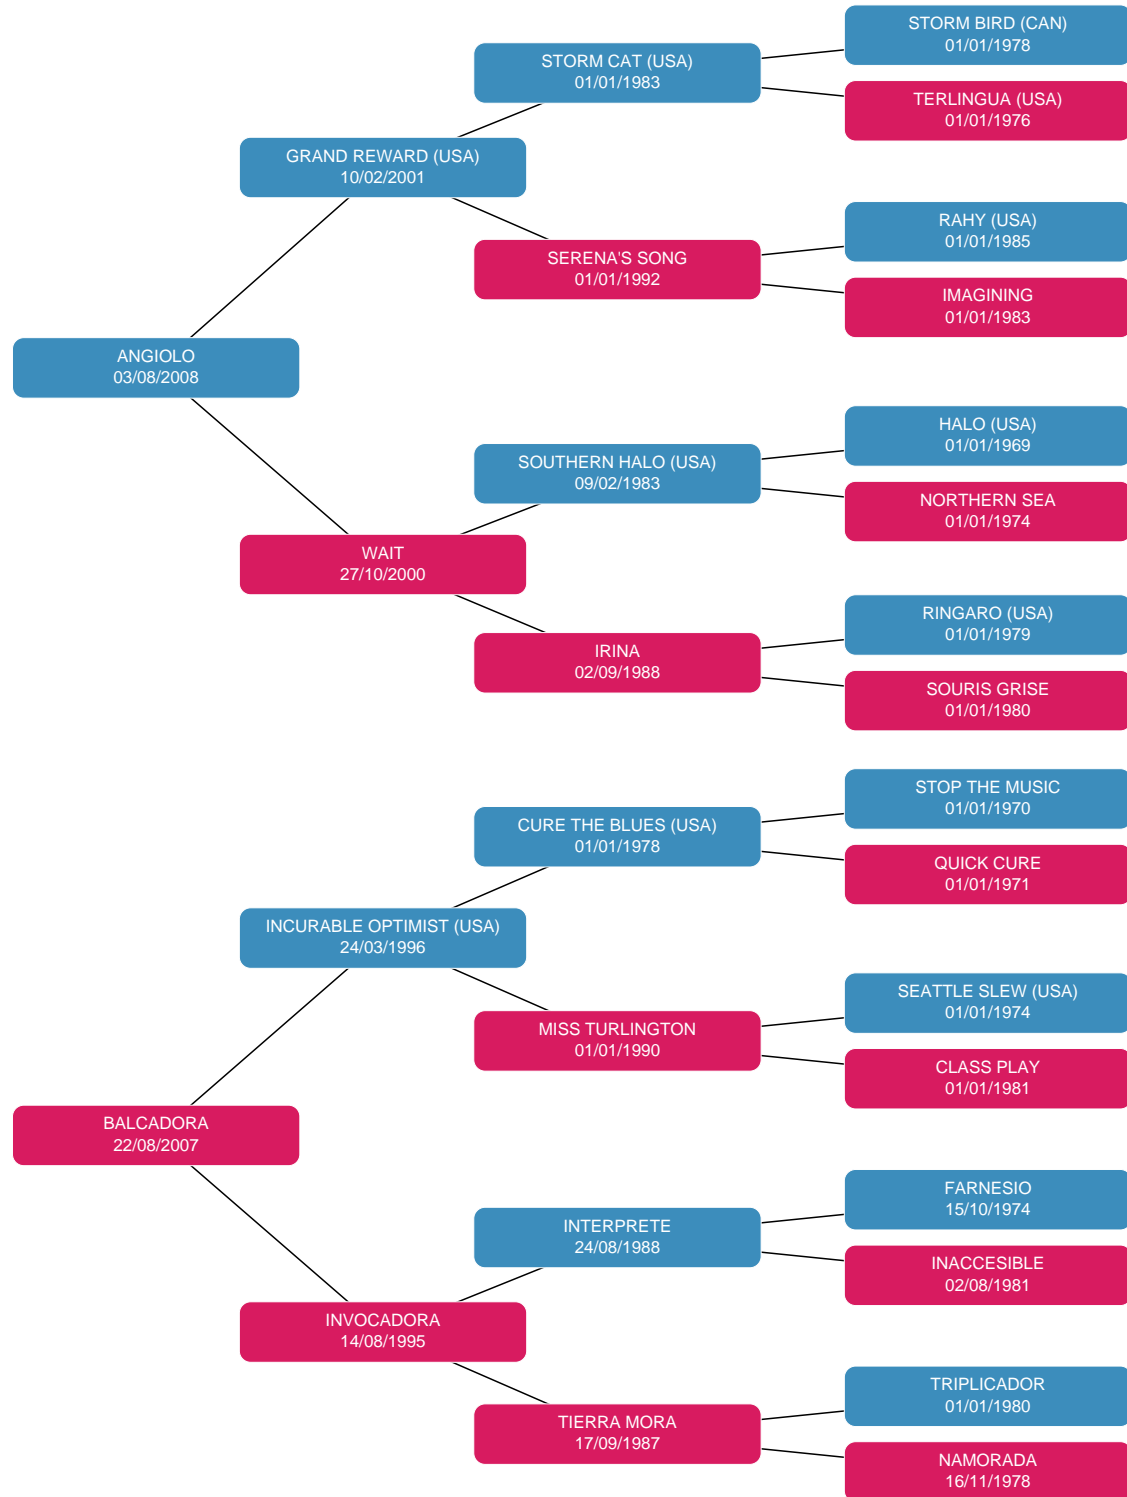 STORM BIRD (CAN)
01/01/1978
STORM CAT (USA)
01/01/1983
TERLINGUA (USA)
01/01/1976
GRAND REWARD (USA)
10/02/2001
RAHY (USA)
01/01/1985
SERENA'S SONG
01/01/1992
IMAGINING
01/01/1983
ANGIOLO
03/08/2008
HALO (USA)
01/01/1969
SOUTHERN HALO (USA)
09/02/1983
NORTHERN SEA
01/01/1974
WAIT
27/10/2000
RINGARO (USA)
01/01/1979
IRINA
02/09/1988
SOURIS GRISE
01/01/1980
STOP THE MUSIC
01/01/1970
CURE THE BLUES (USA)
01/01/1978
QUICK CURE
01/01/1971
INCURABLE OPTIMIST (USA)
24/03/1996
SEATTLE SLEW (USA)
01/01/1974
MISS TURLINGTON
01/01/1990
CLASS PLAY
01/01/1981
BALCADORA
22/08/2007
FARNESIO
15/10/1974
INTERPRETE
24/08/1988
INACCESIBLE
02/08/1981
INVOCADORA
14/08/1995
TRIPLICADOR
01/01/1980
TIERRA MORA
17/09/1987
NAMORADA
16/11/1978